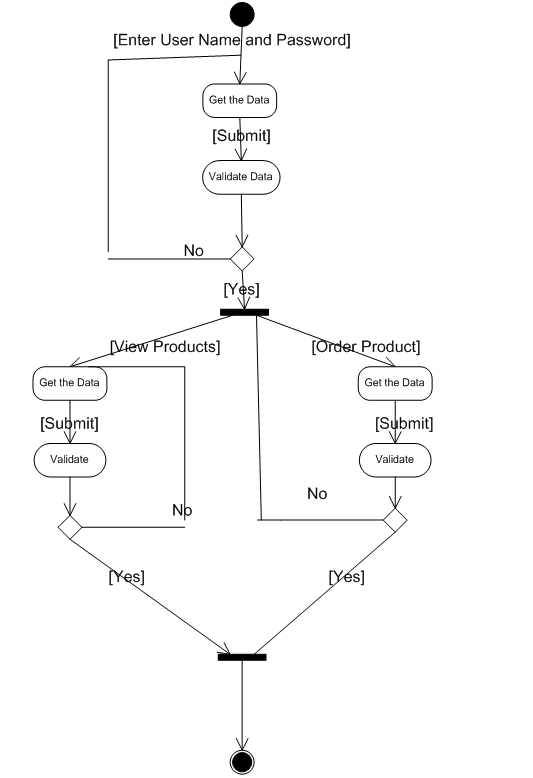 [Enter User Name and Password]
Get the Data
[Submit]
Validate Data
No
[Yes]
[View Products]
[Order Product]
Get the Data
Get the Data
[Submit]
[Submit]
Validate
Validate
No
No
[Yes]
[Yes]